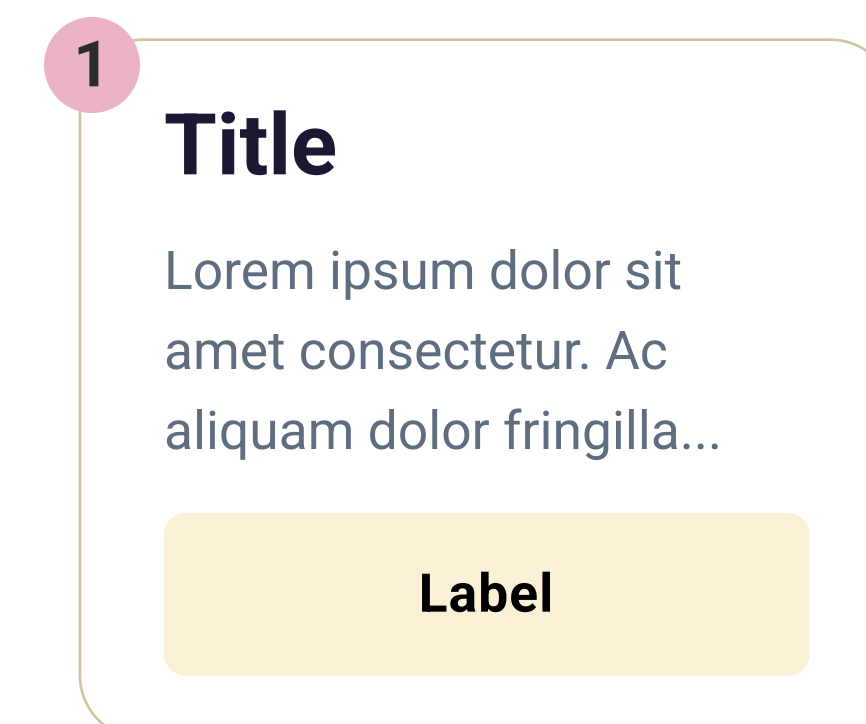 1
Title
Lorem ipsum dolor sit
amet consectetur. Ac
aliquam dolor fringilla...
Label